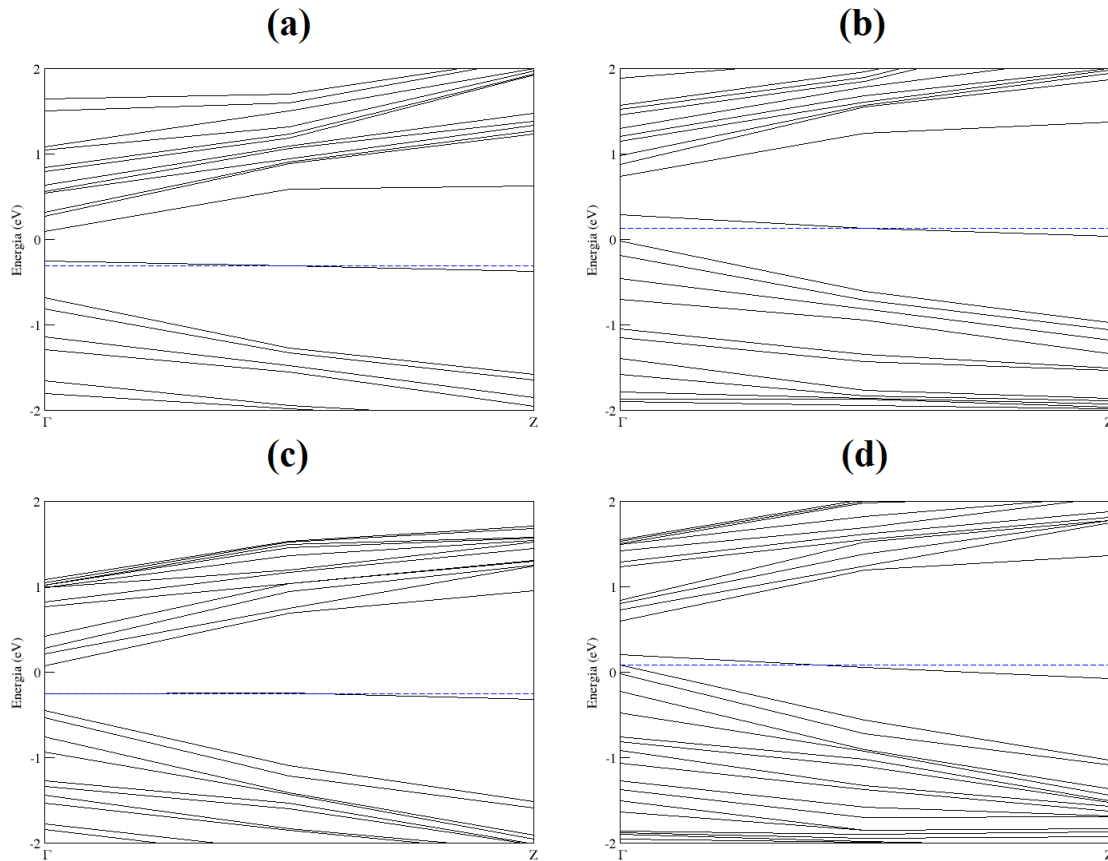 (a)
2
1
0
-1
-2
Energia (eV)
Γ
Z
(b)
2
1
0
-1
-2
Energia (eV)
Γ
Z
(c)
2
1
0
-1
-2
Energia (eV)
Γ
Z
(d)
2
1
0
-1
-2
Energia (eV)
Γ
Z